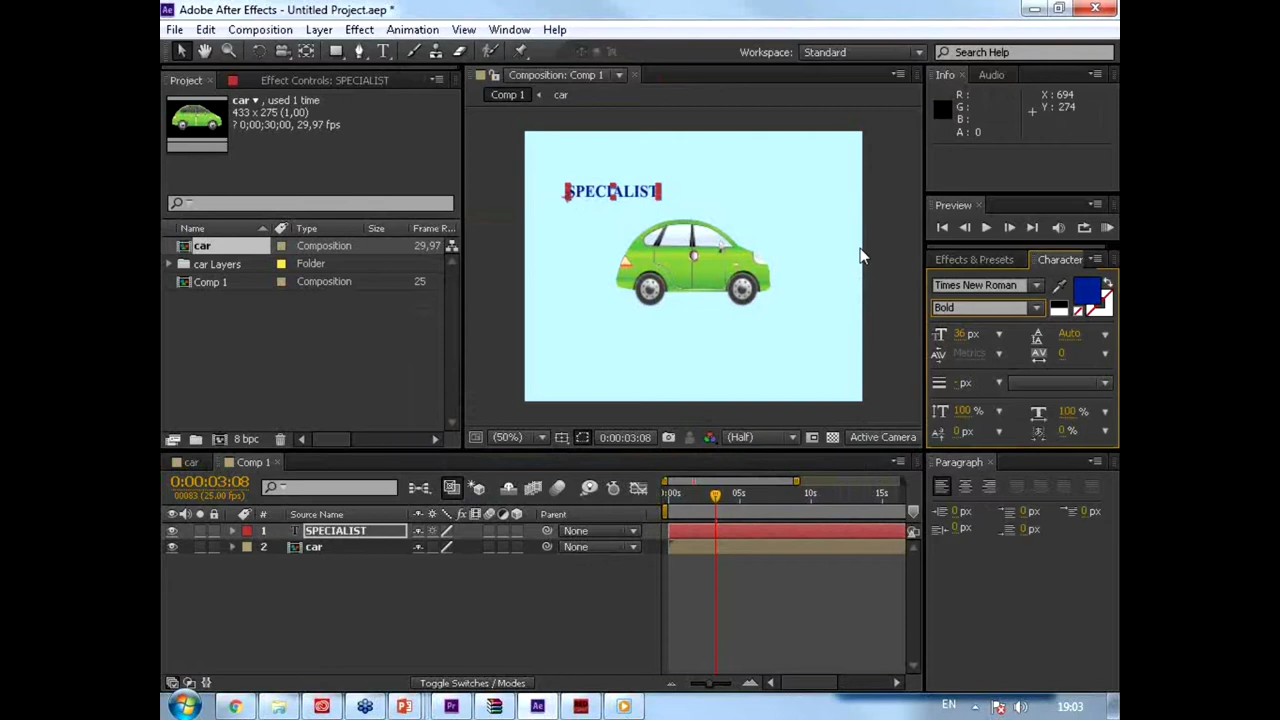 Adobe After Effects - Untitled Project.aep *
File Edit Composition Layer Effect Animation View Window Help
Workspace: Standard Search Help
Project Effect Controls: SPECIALIST
Composition: Comp 1
Info Audio
Comp 1 car
car , used 1 time
433 x 275 (1,00)
? 0;00;30;00, 29,97 fps
R :
G :
B :
A : 0
X : 694
Y : 274
SPECIALIST
Preview
Name Type Size Frame R
car Composition 29,97
car Layers Folder
Comp 1 Composition 25
Effects & Presets Character
Times New Roman
Bold
36 px Auto
Metrics 0
- px
100 % 100 %
0 px 0 %
8 bpc
(50%) 0:00:03:08 (Half) Active Camera
car Comp 1
Paragraph
0:00:03:08
00083 (25.00 fps)
:00s 05s 10s 15s
# Source Name Parent
1 T SPECIALIST None
2 car None
0 px 0 px 0 px
0 px 0 px
Toggle Switches / Modes
EN 19:03